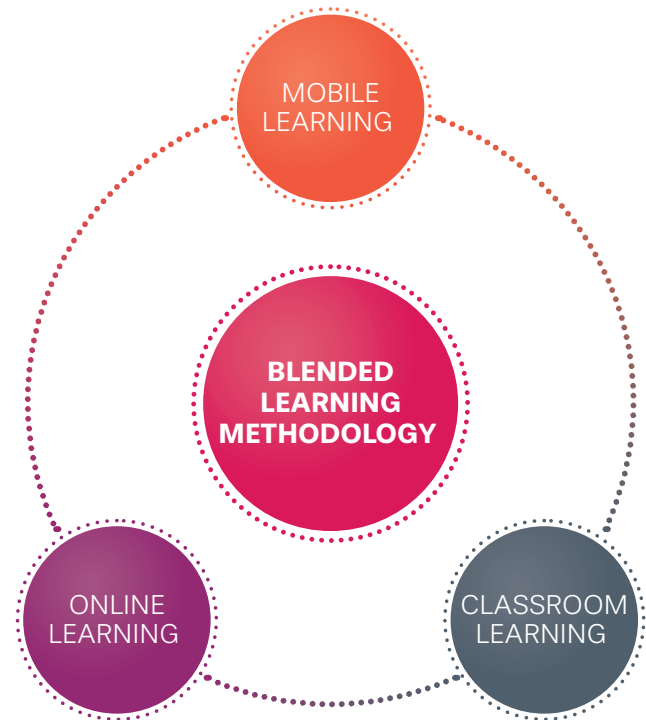 MOBILE
LEARNING
BLENDED
LEARNING
METHODOLOGY
ONLINE
LEARNING
CLASSROOM
LEARNING